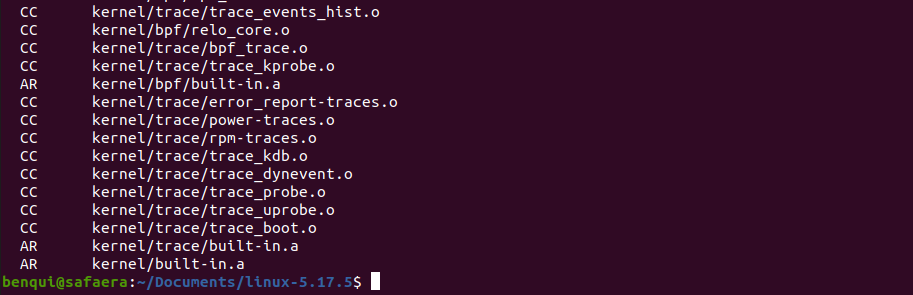 CC      kernel/trace/trace_events_hist.o
CC      kernel/bpf/relo_core.o
CC      kernel/trace/bpf_trace.o
CC      kernel/trace/trace_kprobe.o
AR      kernel/bpf/built-in.a
CC      kernel/trace/error_report-traces.o
CC      kernel/trace/power-traces.o
CC      kernel/trace/rpm-traces.o
CC      kernel/trace/trace_kdb.o
CC      kernel/trace/trace_dynevent.o
CC      kernel/trace/trace_probe.o
CC      kernel/trace/trace_uprobe.o
CC      kernel/trace/trace_boot.o
AR      kernel/trace/built-in.a
AR      kernel/built-in.a
benqui@safaera:~/Documents/linux-5.17.5$